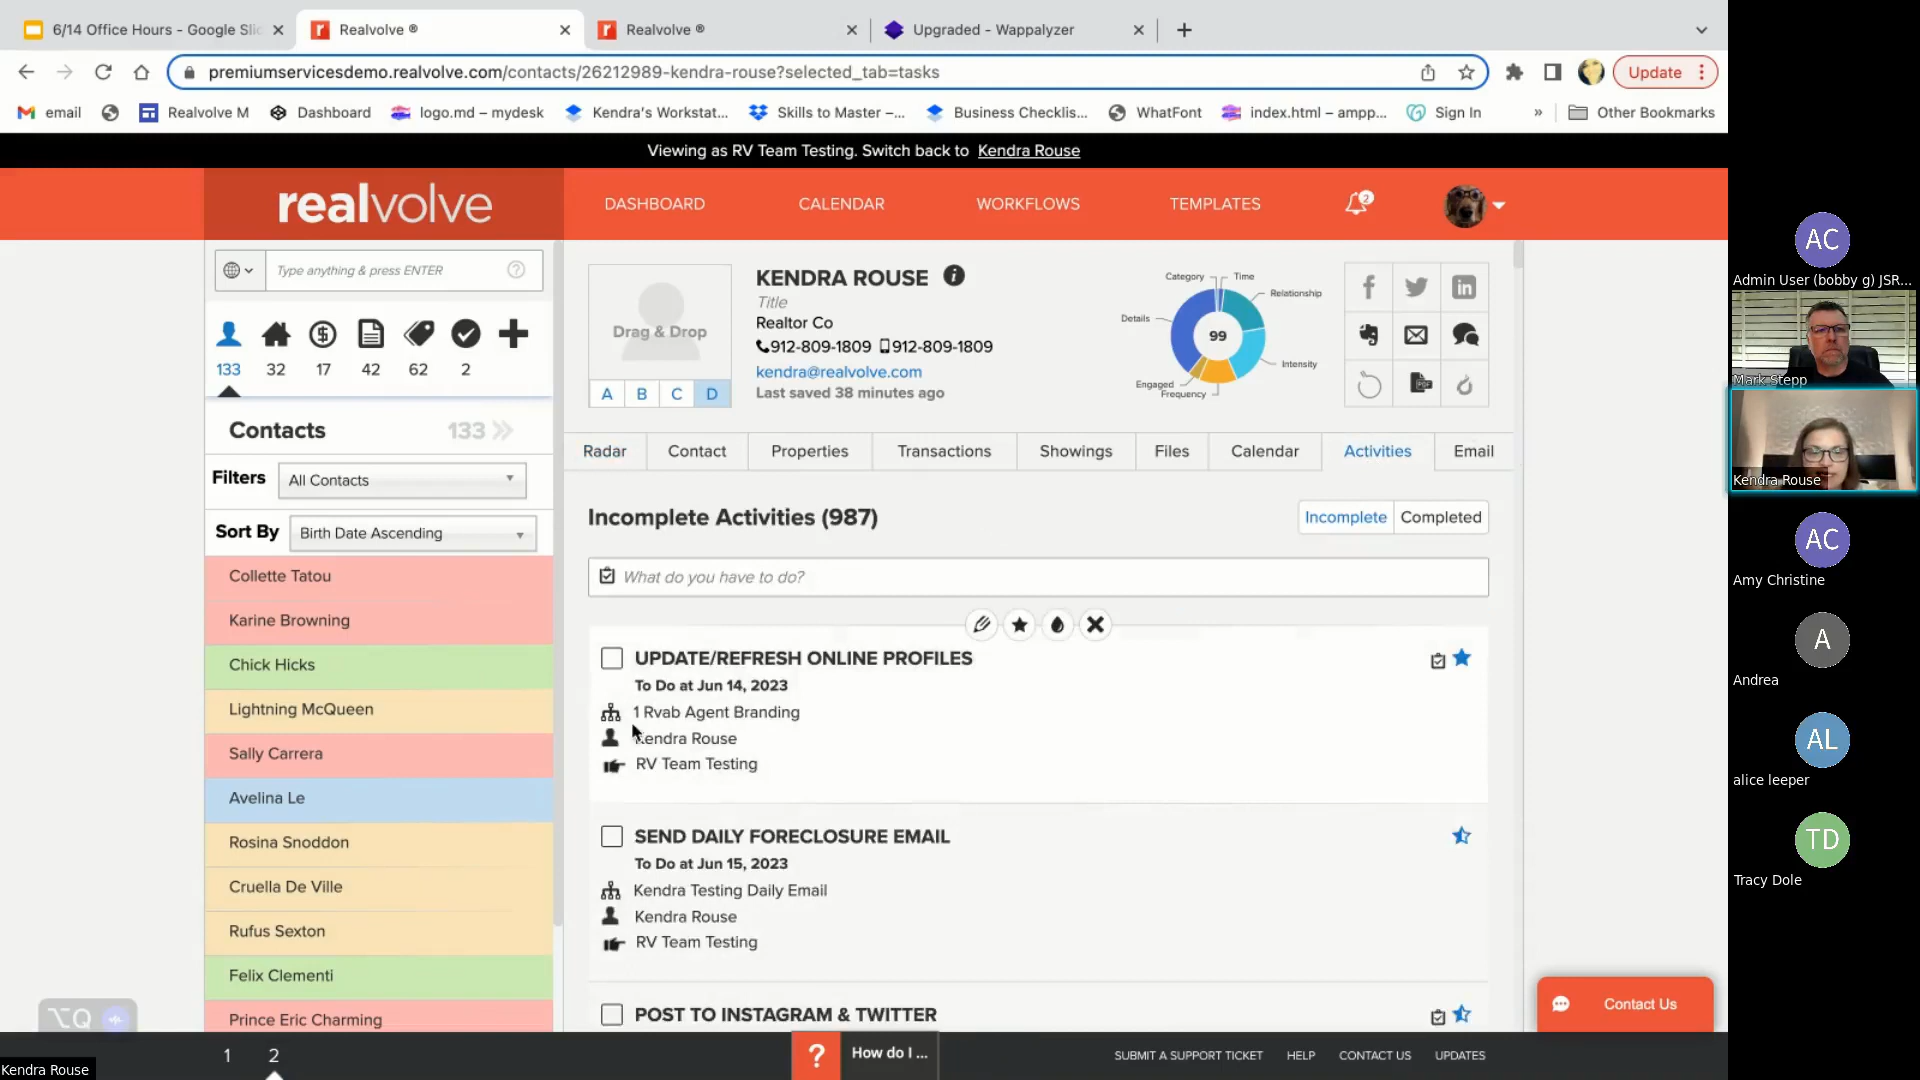 6/14 Office Hours - Google Slic
Realvolve ®
Realvolve ®
Upgraded - Wappalyzer
premiumservicesdemo.realvolve.com/contacts/26212989-kendra-rouse?selected_tab=tasks
Update
email
Realvolve M
Dashboard
logo.md – mydesk
Kendra's Workstat...
Skills to Master –...
Business Checklis...
WhatFont
index.html – ampp...
Sign In
»
Other Bookmarks
Viewing as RV Team Testing. Switch back to Kendra Rouse
realvolve
DASHBOARD
CALENDAR
WORKFLOWS
TEMPLATES
2
Type anything & press ENTER
133
32
17
42
62
2
Contacts
133
Filters
All Contacts
Sort By
Birth Date Ascending
Collette Tatou
Karine Browning
Chick Hicks
Lightning McQueen
Sally Carrera
Avelina Le
Rosina Snoddon
Cruella De Ville
Rufus Sexton
Felix Clementi
Prince Eric Charming
1 2
Drag & Drop
A B C D
KENDRA ROUSE
Title
Realtor Co
912-809-1809 912-809-1809
kendra@realvolve.com
Last saved 38 minutes ago
Category
Time
Relationship
Details
99
Intensity
Engaged
Frequency
PDF
Radar
Contact
Properties
Transactions
Showings
Files
Calendar
Activities
Email
Incomplete Activities (987)
Incomplete
Completed
What do you have to do?
UPDATE/REFRESH ONLINE PROFILES
To Do at Jun 14, 2023
1 Rvab Agent Branding
Kendra Rouse
RV Team Testing
SEND DAILY FORECLOSURE EMAIL
To Do at Jun 15, 2023
Kendra Testing Daily Email
Kendra Rouse
RV Team Testing
POST TO INSTAGRAM & TWITTER
Contact Us
? How do I ...
SUBMIT A SUPPORT TICKET
HELP
CONTACT US
UPDATES
⌥Q
Kendra Rouse
AC
Admin User (bobby g) JSR...
Mark Stepp
Kendra Rouse
AC
Amy Christine
A
Andrea
AL
alice leeper
TD
Tracy Dole